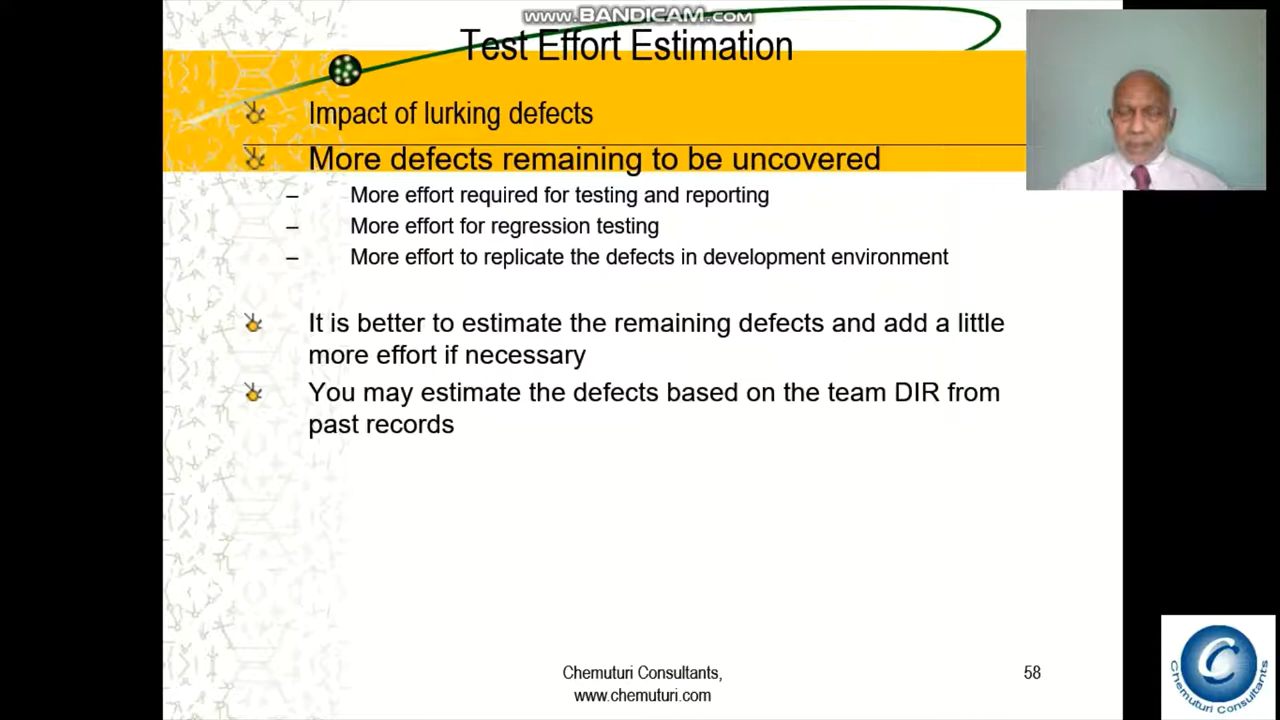 www.BANDICAM.com
Test Effort Estimation
Impact of lurking defects
More defects remaining to be uncovered
– More effort required for testing and reporting
– More effort for regression testing
– More effort to replicate the defects in development environment
It is better to estimate the remaining defects and add a little
more effort if necessary
You may estimate the defects based on the team DIR from
past records
Chemuturi Consultants,
www.chemuturi.com
58
C
Chemuturi Consultants